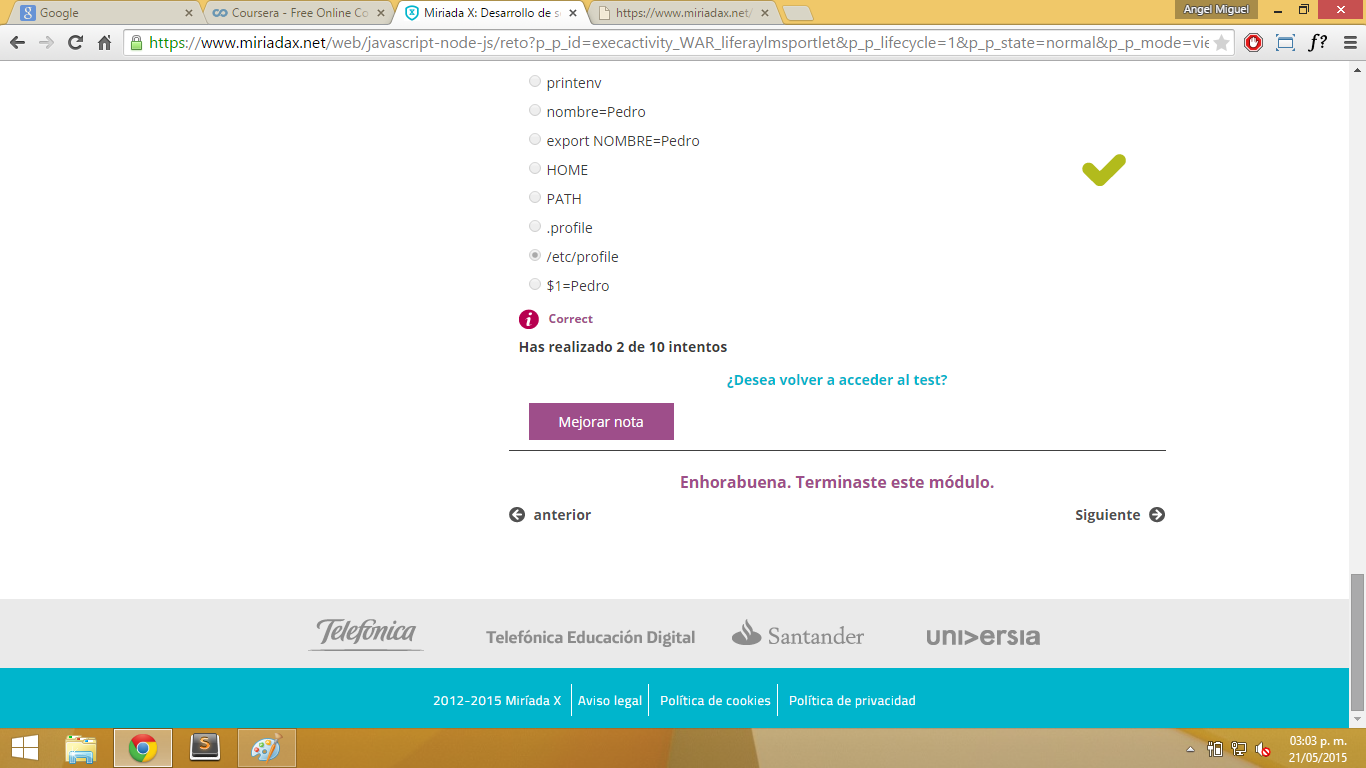 Google
Coursera - Free Online Co
Miriada X: Desarrollo de s
https://www.miriadax.net/
Angel Miguel
https://www.miriadax.net/web/javascript-node-js/reto?p_p_id=execactivity_WAR_liferaylmsportlet&p_p_lifecycle=1&p_p_state=normal&p_p_mode=vie
f?
printenv
nombre=Pedro
export NOMBRE=Pedro
HOME
PATH
.profile
/etc/profile
$1=Pedro
Correct
Has realizado 2 de 10 intentos
¿Desea volver a acceder al test?
Mejorar nota
Enhorabuena. Terminaste este módulo.
anterior
Siguiente
Telefónica
Telefónica Educación Digital
Santander
universia
2012-2015 Miríada X
Aviso legal
Política de cookies
Política de privacidad
03:03 p. m.
21/05/2015